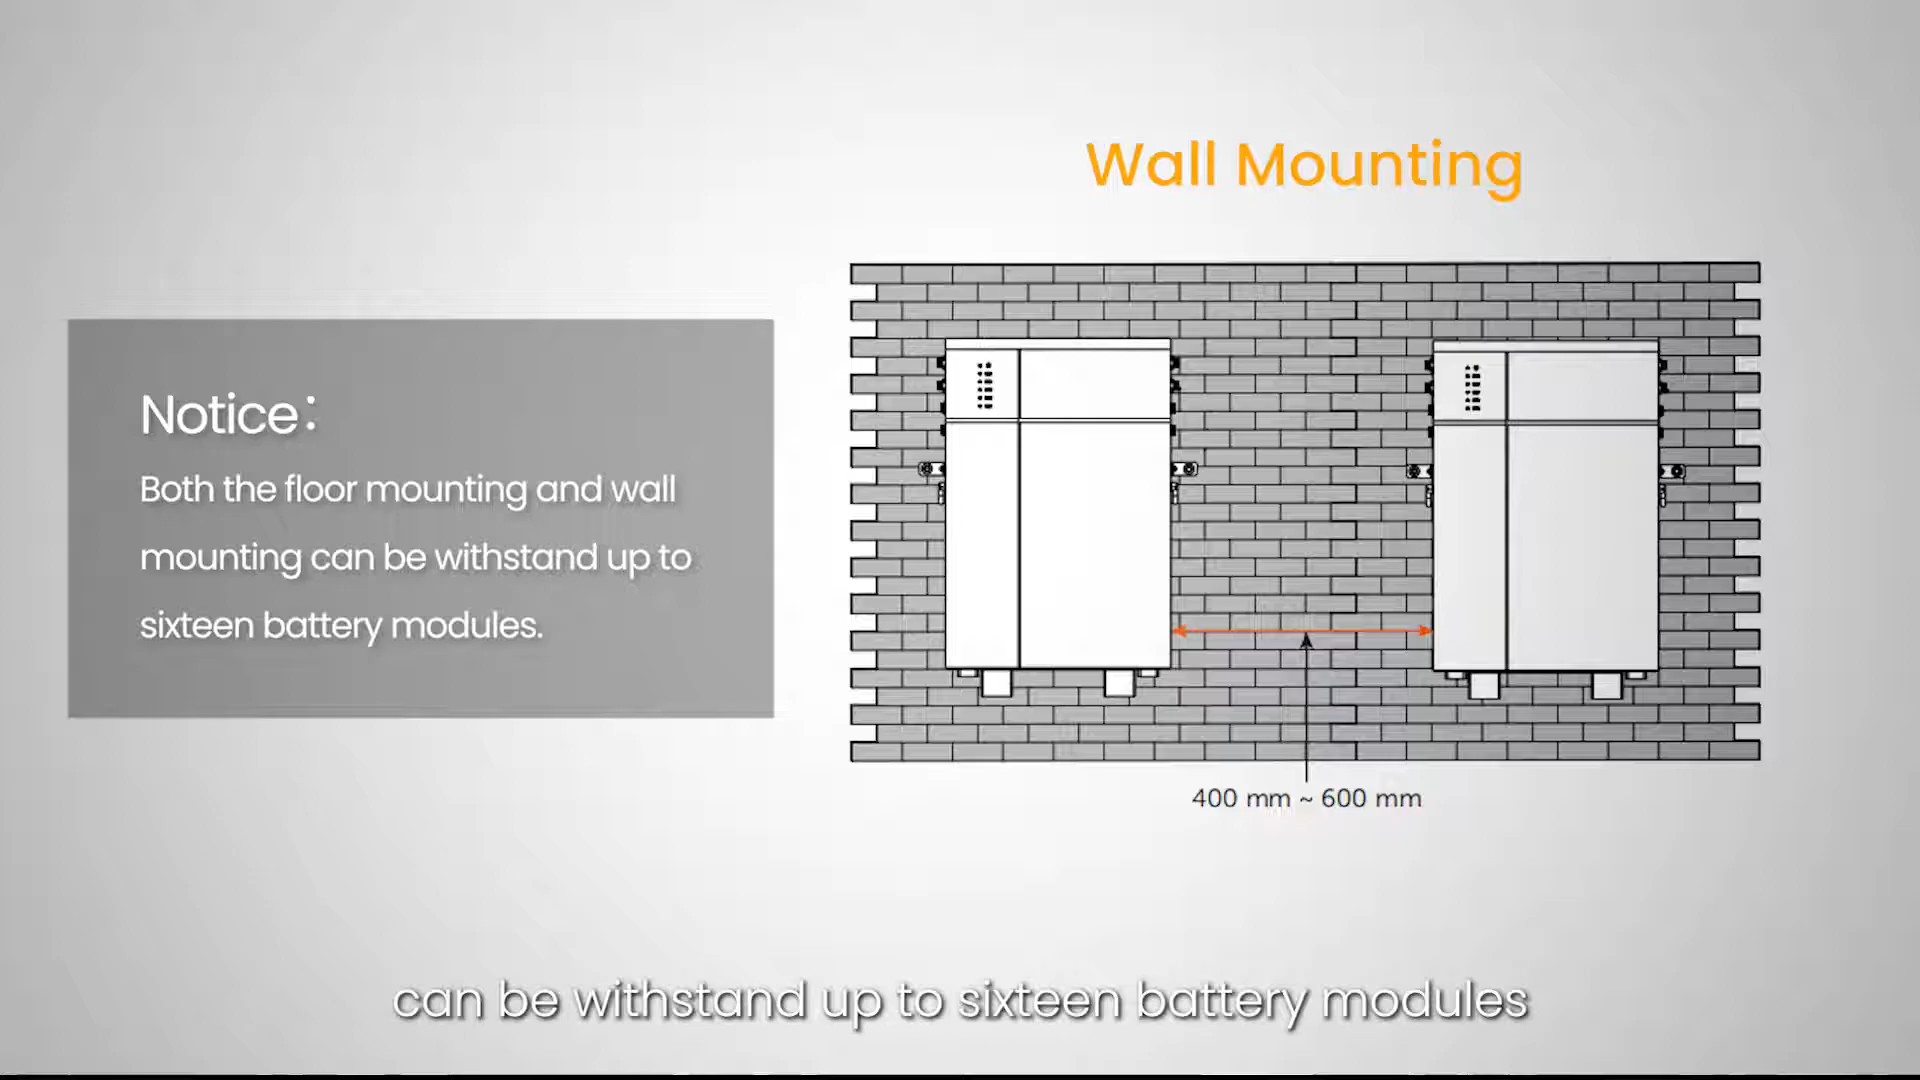 Wall Mounting
Notice:
Both the floor mounting and wall
mounting can be withstand up to
sixteen battery modules.
400 mm ~ 600 mm
can be withstand up to sixteen battery modules